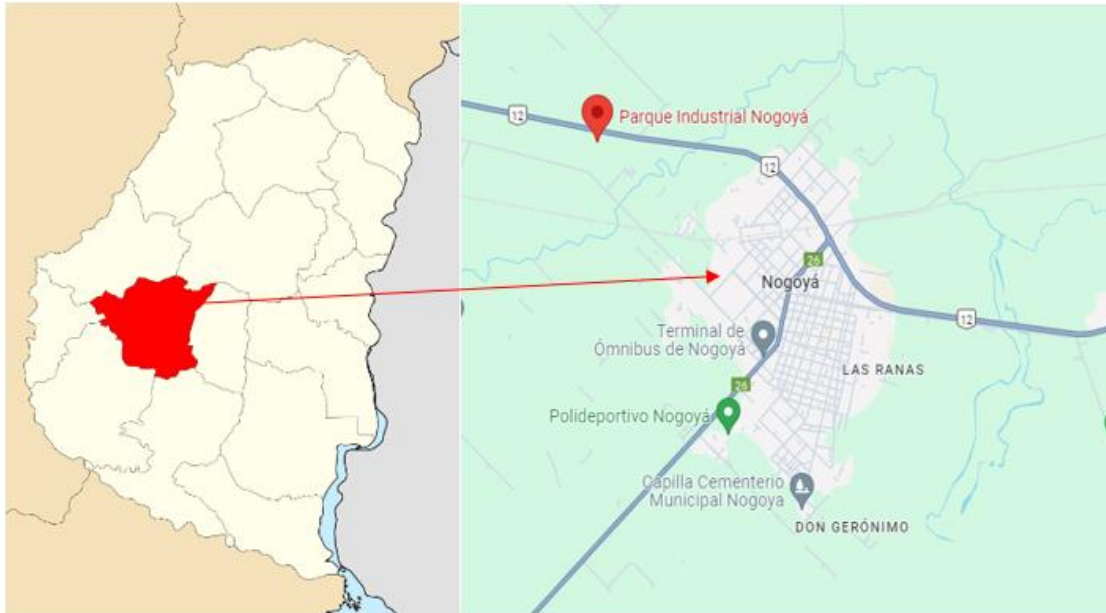 12
Parque Industrial Nogoyá
12
26
Nogoyá
12
Terminal de
Ómnibus de Nogoyá
LAS RANAS
26
Polideportivo Nogoyá
Capilla Cementerio
Municipal Nogoya
DON GERÓNIMO